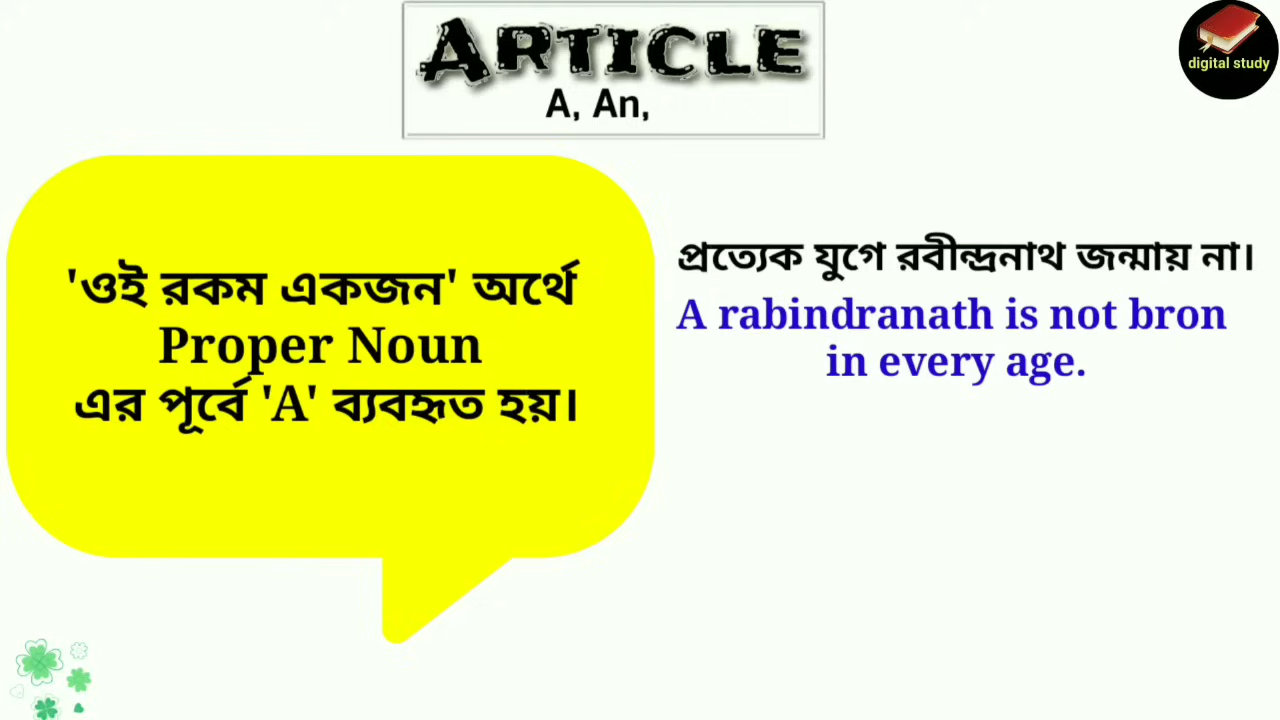 ARTICLE
A, An,
digital study
'ওই রকম একজন' অর্থে
Proper Noun
এর পূর্বে 'A' ব্যবহৃত হয়।
প্রত্যেক যুগে রবীন্দ্রনাথ জন্মায় না।
A rabindranath is not bron
in every age.